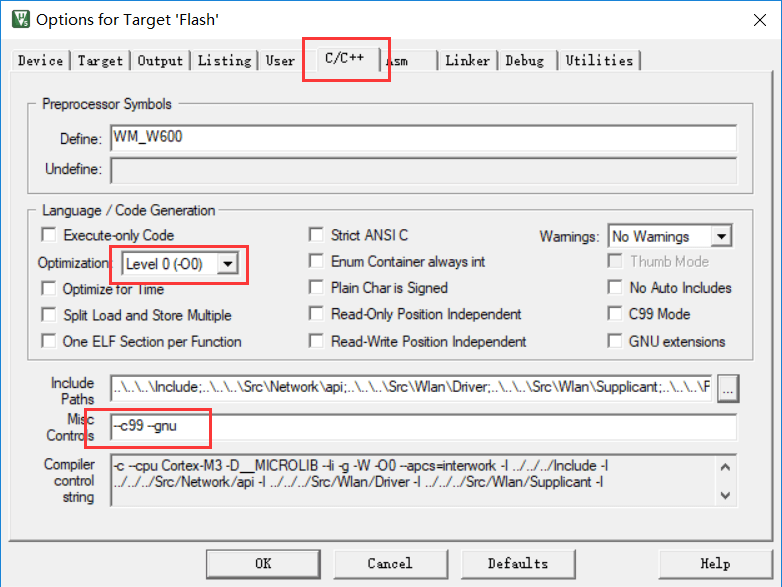 Options for Target 'Flash'
Device Target Output Listing User C/C++ Asm Linker Debug Utilities
Preprocessor Symbols
Define: WM_W600
Undefine:
Language / Code Generation
Execute-only Code
Strict ANSI C
Warnings: No Warnings
Optimization: Level 0 (-O0)
Enum Container always int
Thumb Mode
Optimize for Time
Plain Char is Signed
No Auto Includes
Split Load and Store Multiple
Read-Only Position Independent
C99 Mode
One ELF Section per Function
Read-Write Position Independent
GNU extensions
Include
Paths
..\..\..\Include;..\..\..\Src\Network\api;..\..\..\Src\Wlan\Driver;..\..\..\Src\Wlan\Supplicant;..\..\..\F
...
Misc
Controls
--c99 --gnu
Compiler
control
string
-c --cpu Cortex-M3 -D__MICROLIB --li -g -W -O0 --apcs=interwork -I ../../../Include -I
../../../Src/Network/api -I ../../../Src/Wlan/Driver -I ../../../Src/Wlan/Supplicant -I
OK Cancel Defaults Help